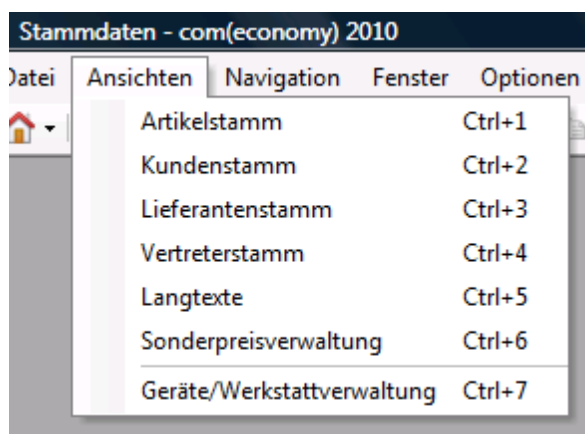 Stammdaten - com(economy) 2010
Datei Ansichten Navigation Fenster Optionen
Artikelstamm Ctrl+1
Kundenstamm Ctrl+2
Lieferantenstamm Ctrl+3
Vertreterstamm Ctrl+4
Langtexte Ctrl+5
Sonderpreisverwaltung Ctrl+6
Geräte/Werkstattverwaltung Ctrl+7